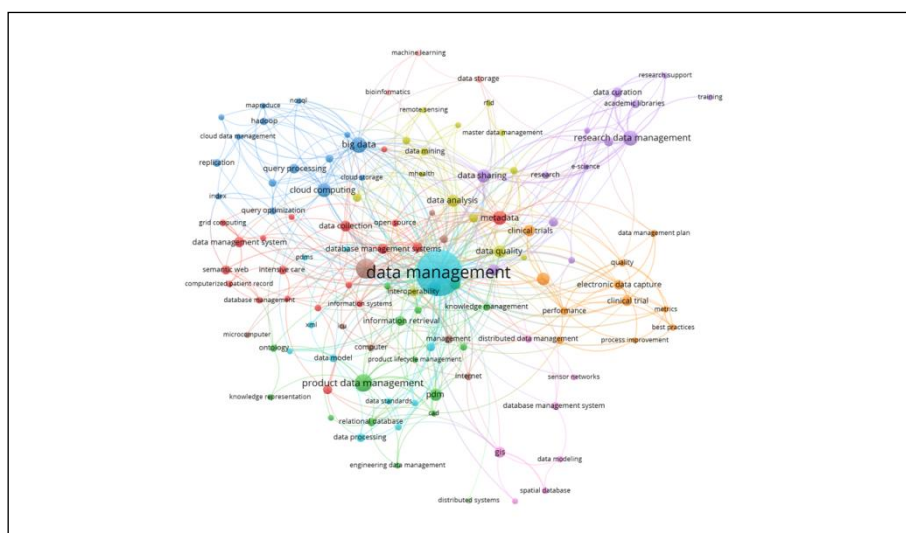 machine learning
data storage
research support
bioinformatics
data curation
training
nosql
rfid
academic libraries
mapreduce
remote sensing
hadoop
master data management
cloud data management
big data
research data management
data mining
replication
query processing
e-science
cloud storage
mhealth
data sharing
research
cloud computing
index
data analysis
query optimization
grid computing
open source
metadata
data collection
clinical trials
data management plan
data management system
database management systems
data quality
pdms
quality
semantic web
intensive care
data management
computerized patient record
electronic data capture
interoperability
database management
information systems
knowledge management
clinical trial
metrics
performance
xml
icu
information retrieval
best practices
microcomputer
management
distributed data management
process improvement
ontology
computer
data model
product lifecycle management
internet
sensor networks
product data management
knowledge representation
pdm
data standards
database management system
cad
relational database
data processing
gis
data modeling
engineering data management
spatial database
distributed systems